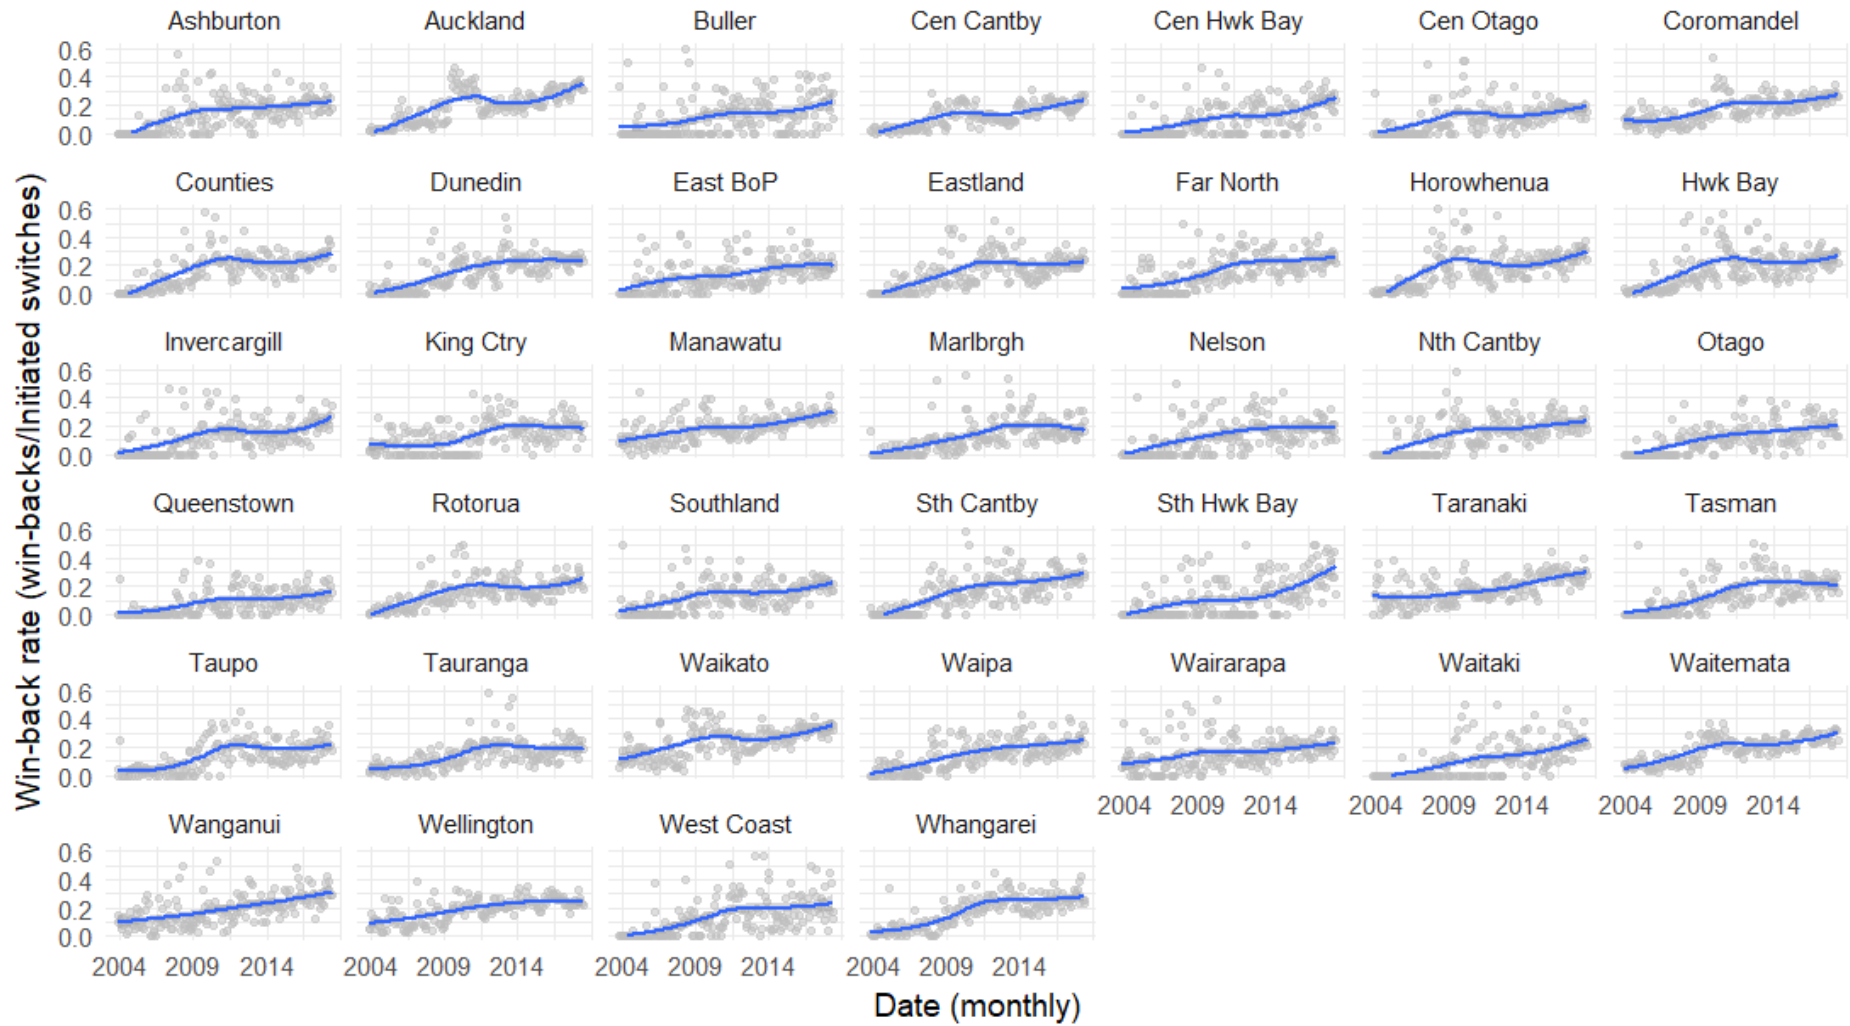 Ashburton Auckland Buller Cen Cantby Cen Hwk Bay Cen Otago Coromandel
0.6
0.4
0.2
0.0
Counties Dunedin East BoP Eastland Far North Horowhenua Hwk Bay
0.6
0.4
0.2
0.0
Invercargill King Ctry Manawatu Marlbrgh Nelson Nth Cantby Otago
0.6
0.4
0.2
0.0
Queenstown Rotorua Southland Sth Cantby Sth Hwk Bay Taranaki Tasman
0.6
0.4
0.2
0.0
Taupo Tauranga Waikato Waipa Wairarapa Waitaki Waitemata
0.6
0.4
0.2
0.0
2004 2009 2014 2004 2009 2014 2004 2009 2014
Wanganui Wellington West Coast Whangarei
0.6
0.4
0.2
0.0
2004 2009 2014 2004 2009 2014 2004 2009 2014 2004 2009 2014
Date (monthly)
Win-back rate (win-backs/Initiated switches)